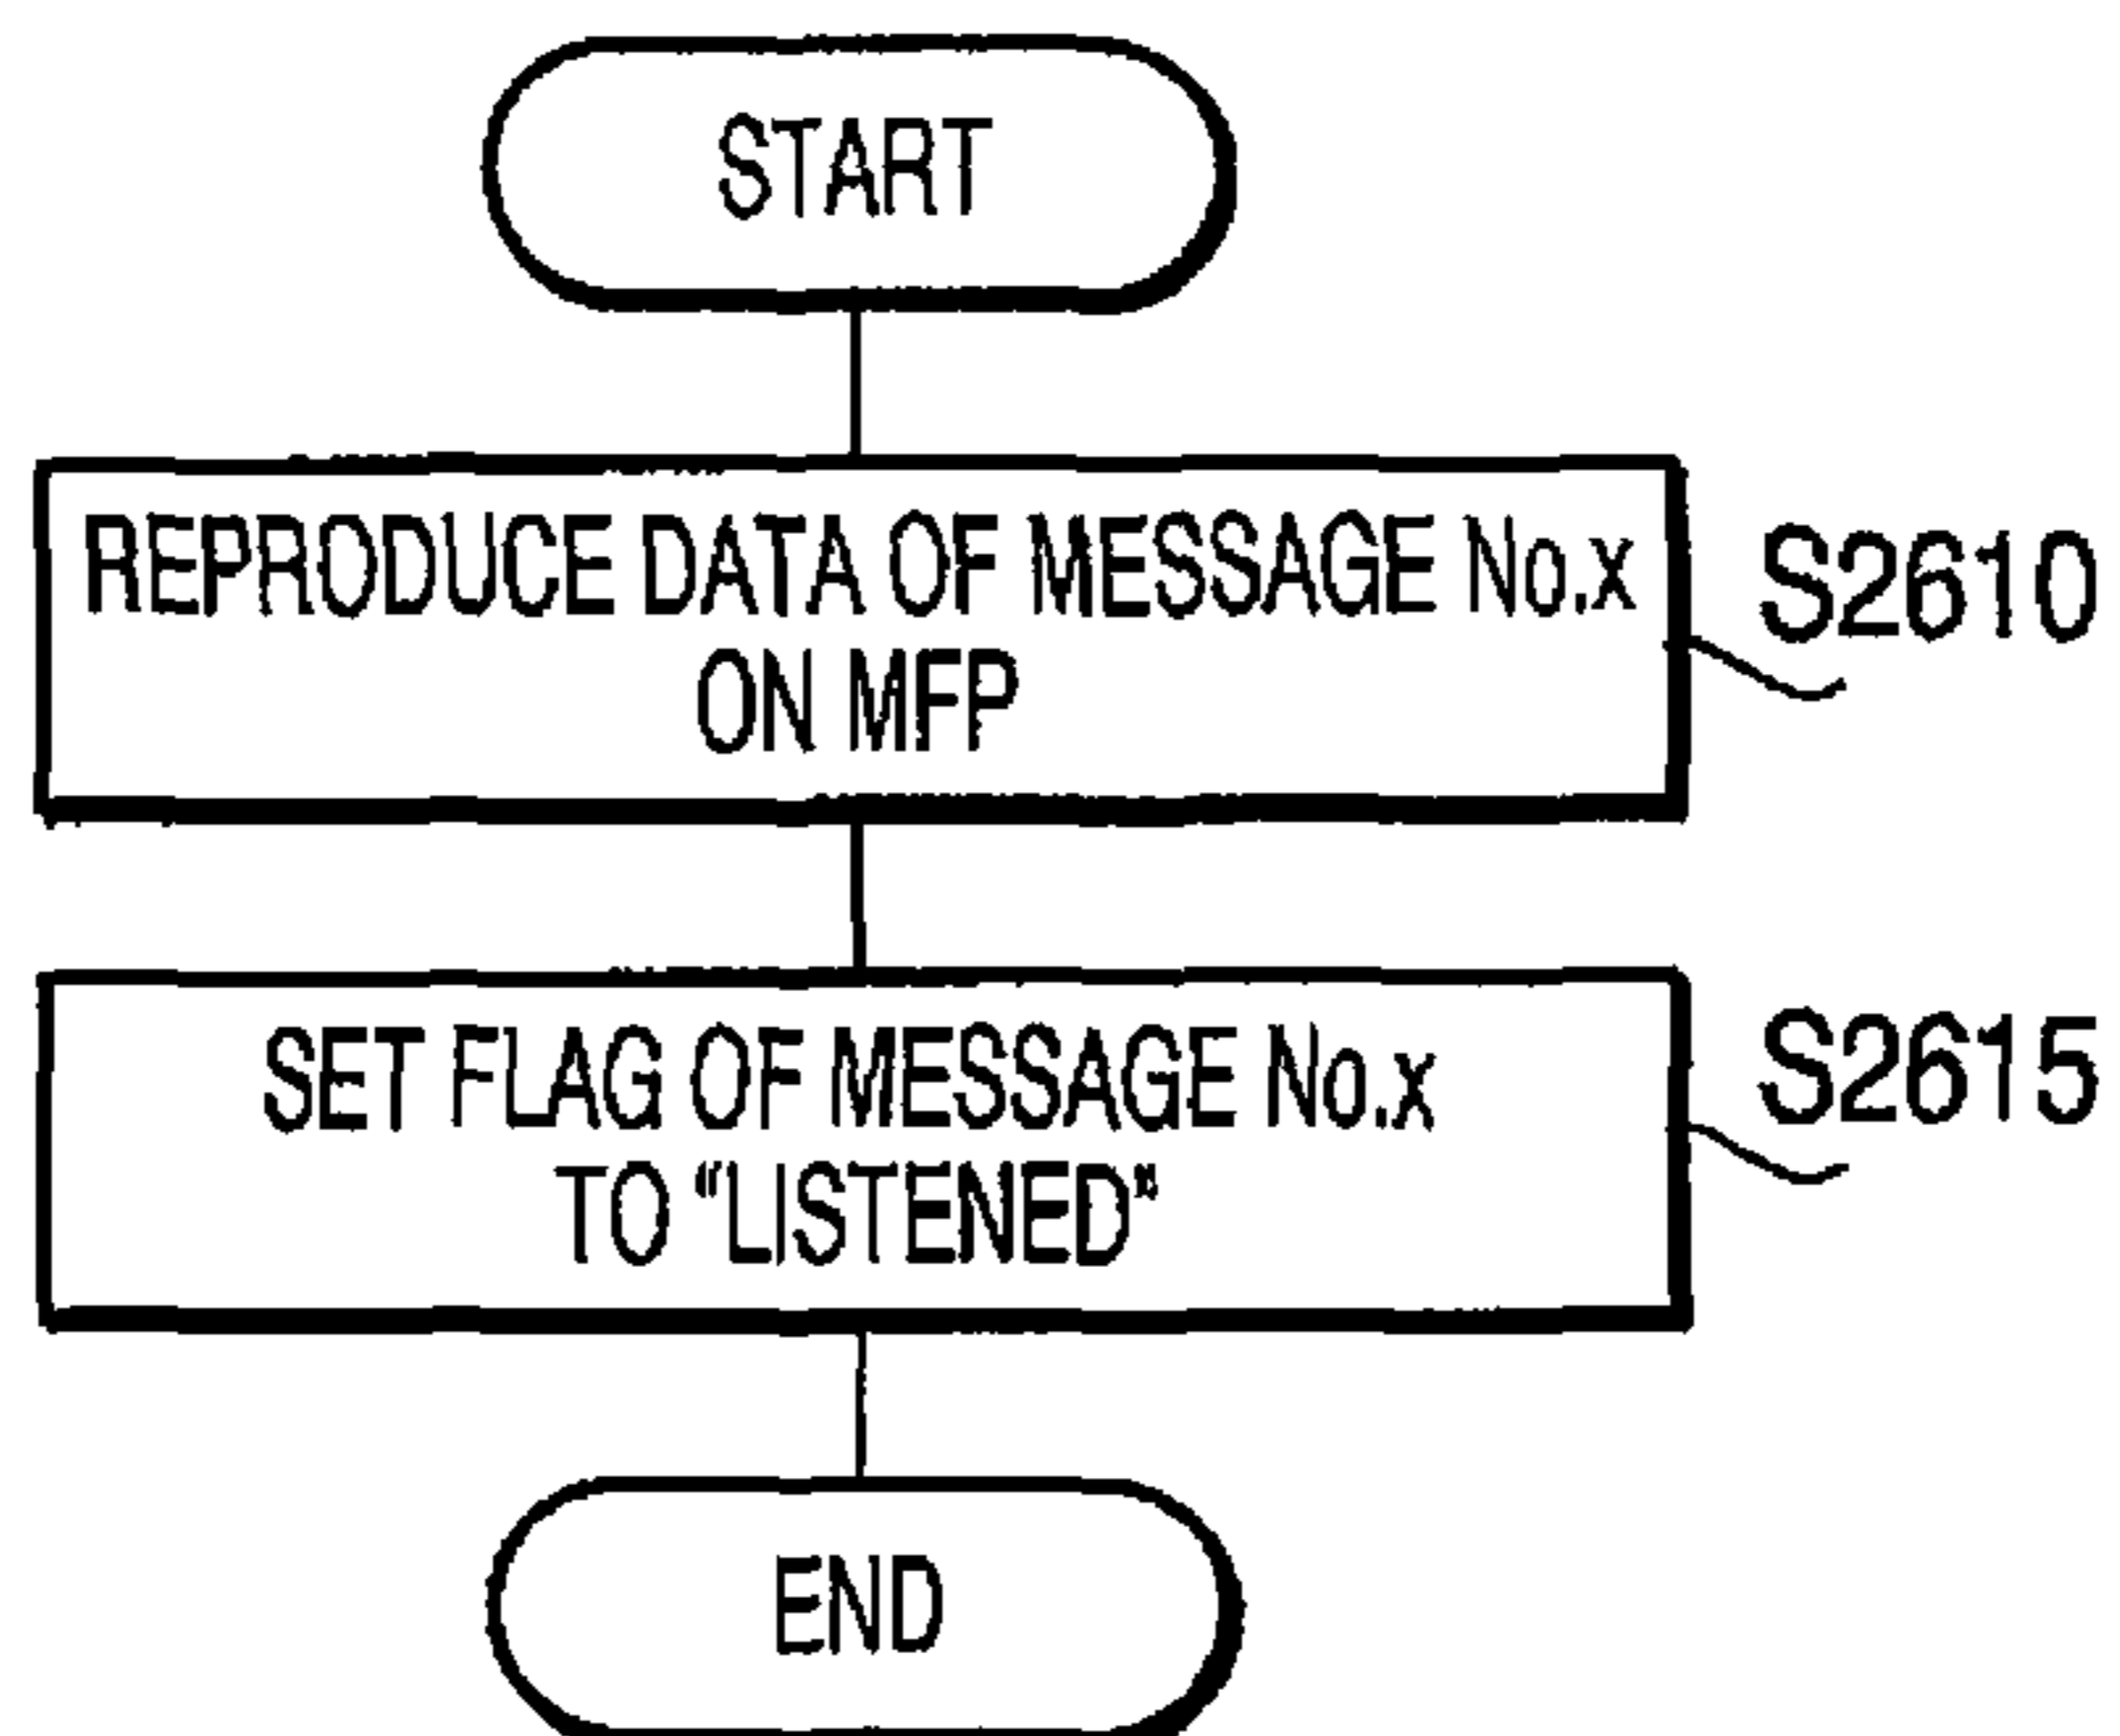 START
REPRODUCE DATA OF MESSAGE No.x
ON MFP
S2610
SET FLAG OF MESSAGE No.x
TO "LISTENED"
S2615
END